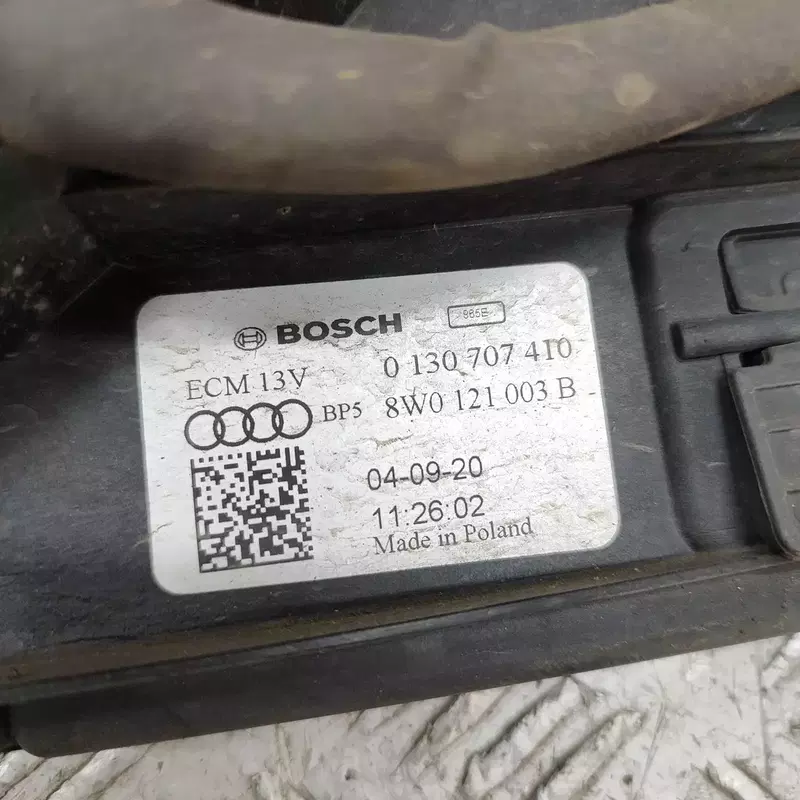 BOSCH 965E
ECM 13V 0 130 707 410
BP5 8W0 121 003 B
04-09-20
11:26:02
Made in Poland